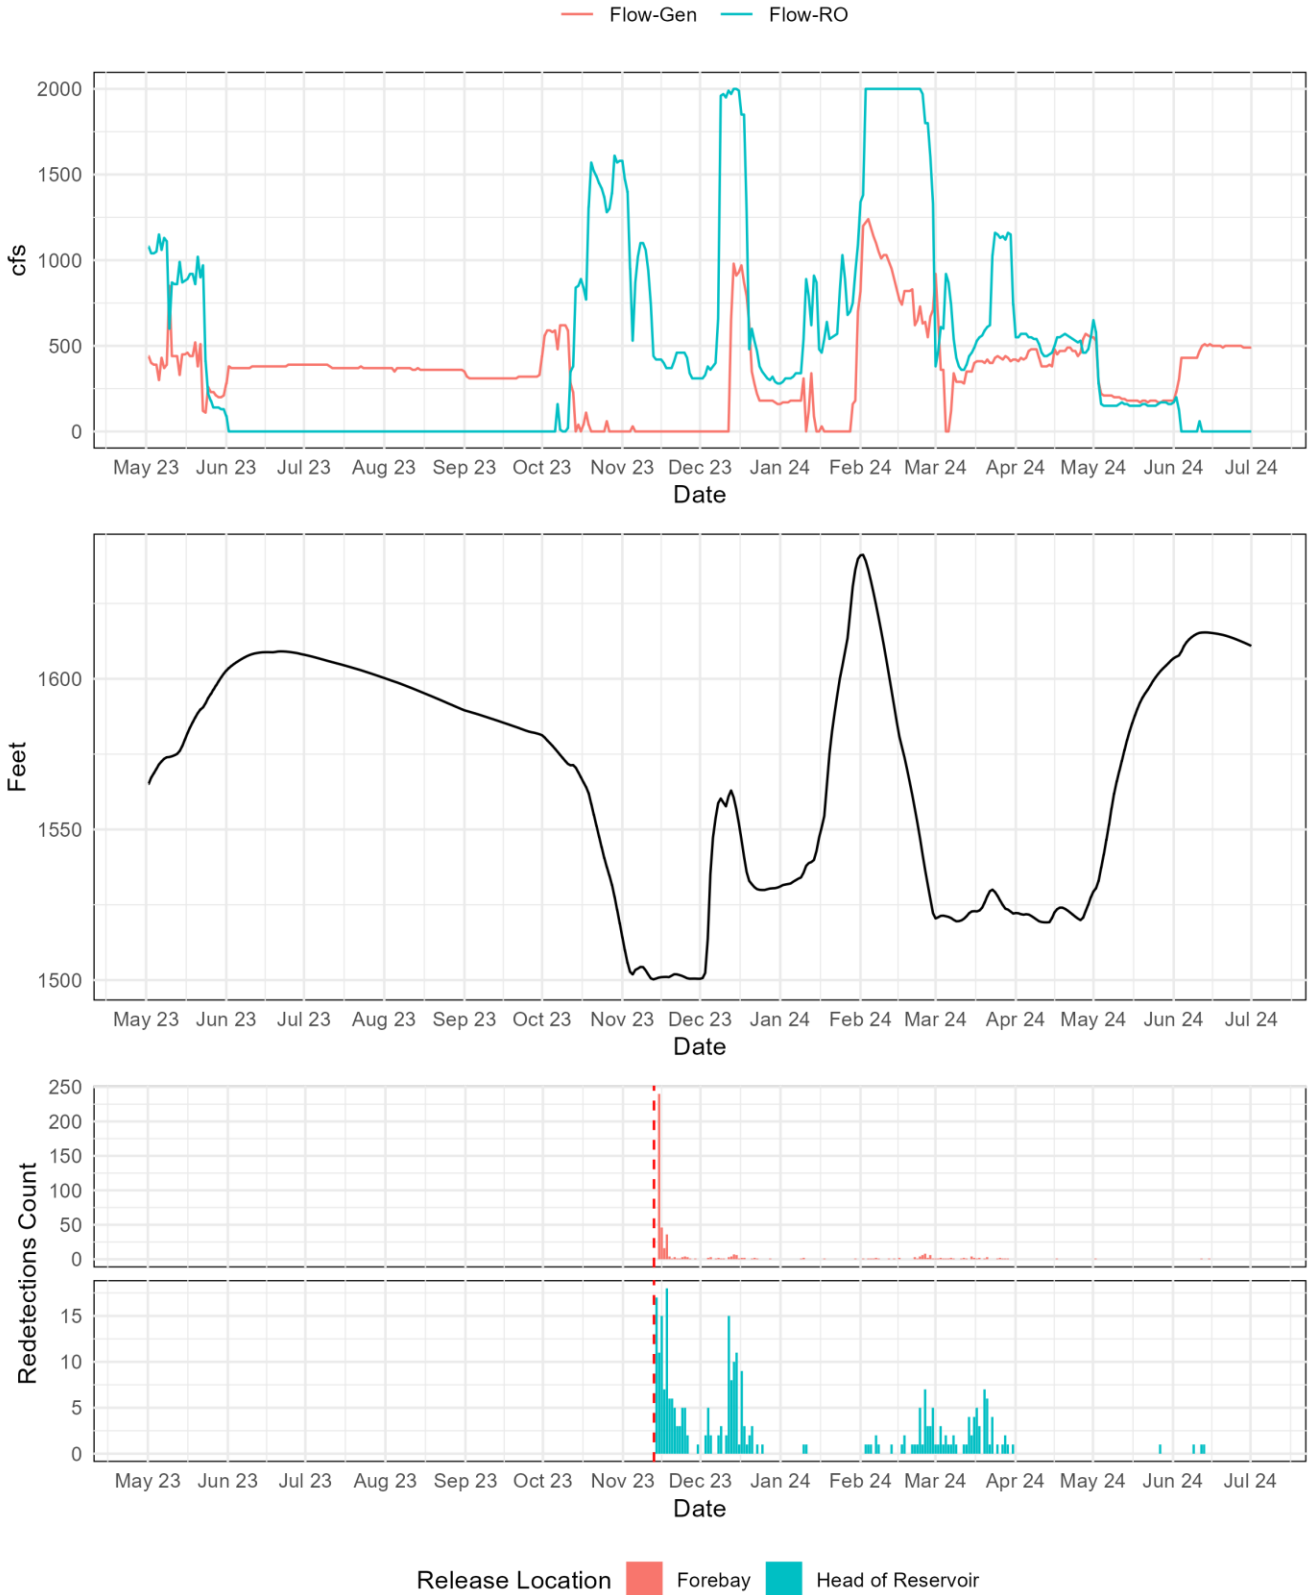 Flow-Gen Flow-RO
2000
1500
1000
500
0
cfs
May 23 Jun 23 Jul 23 Aug 23 Sep 23 Oct 23 Nov 23 Dec 23 Jan 24 Feb 24 Mar 24 Apr 24 May 24 Jun 24 Jul 24
Date
1600
1550
1500
Feet
May 23 Jun 23 Jul 23 Aug 23 Sep 23 Oct 23 Nov 23 Dec 23 Jan 24 Feb 24 Mar 24 Apr 24 May 24 Jun 24 Jul 24
Date
250
200
150
100
50
0
Redetections Count
15
10
5
0
May 23 Jun 23 Jul 23 Aug 23 Sep 23 Oct 23 Nov 23 Dec 23 Jan 24 Feb 24 Mar 24 Apr 24 May 24 Jun 24 Jul 24
Date
Release Location Forebay Head of Reservoir